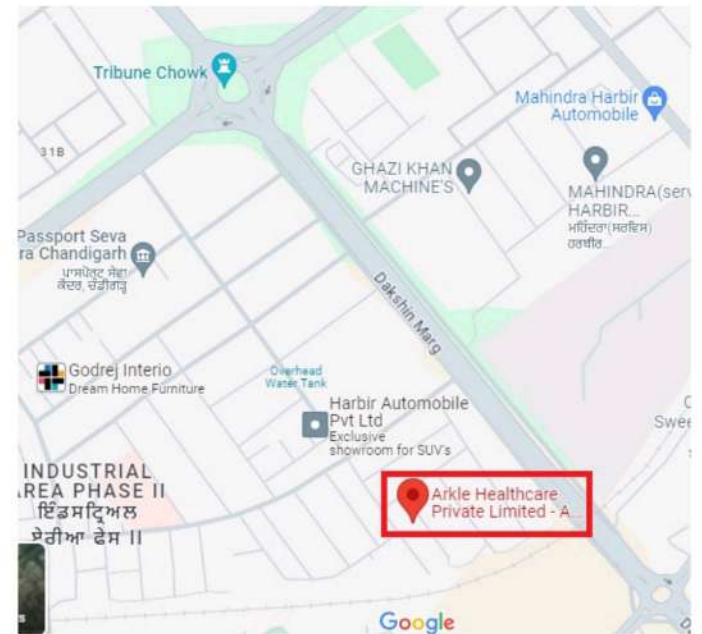 Tribune Chowk
Mahindra Harbir
Automobile
31B
GHAZI KHAN
MACHINE'S
MAHINDRA(serv
HARBIR...
ਮਹਿੰਦਰਾ (ਸਰਵਿਸ)
ਹਰਬੀਰ...
Passport Seva
ra Chandigarh
ਪਾਸਪੋਰਟ ਸੇਵਾ
ਕੇਂਦਰ, ਚੰਡੀਗੜ੍ਹ
Dakshin Marg
Godrej Interio
Dream Home Furniture
Overhead
Water Tank
Harbir Automobile
Pvt Ltd
Exclusive
showroom for SUV's
Swee
INDUSTRIAL
AREA PHASE II
ਇੰਡਸਟ੍ਰਿਅਲ
ਏਰੀਆ ਫੇਸ II
Arkle Healthcare
Private Limited - A...
Google